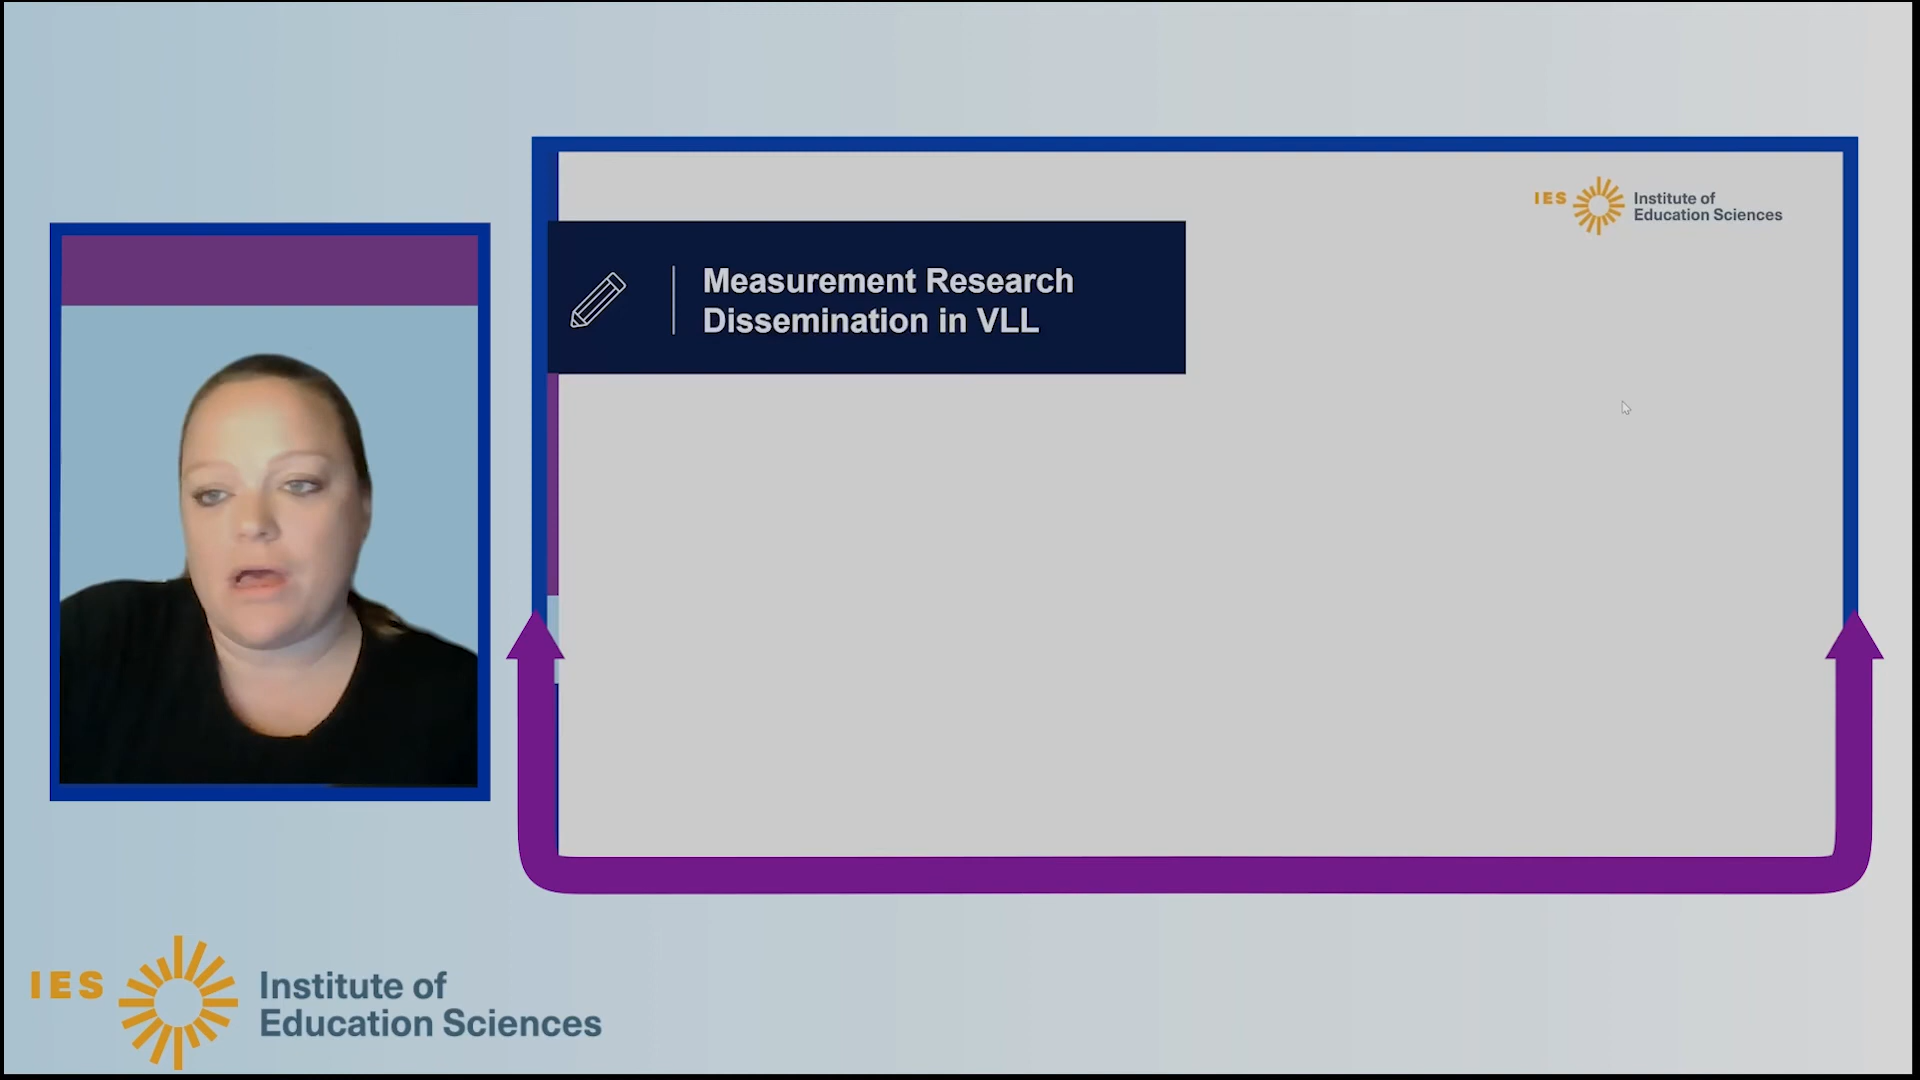 IES
Institute of
Education Sciences
Measurement Research
Dissemination in VLL
IES
Institute of
Education Sciences